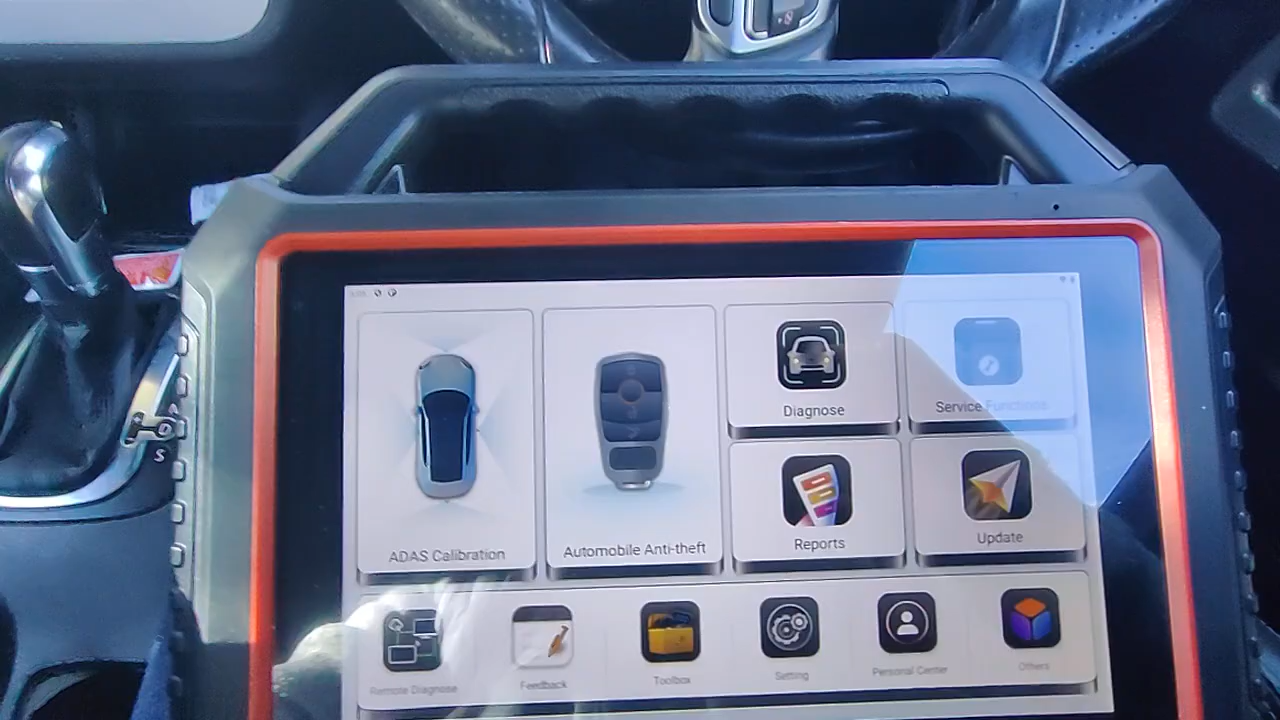 ADAS Calibration
Automobile Anti-theft
Diagnose
Service Functions
Reports
Update
Remote Diagnose
Feedback
Toolbox
Setting
Personal Center
Others
S